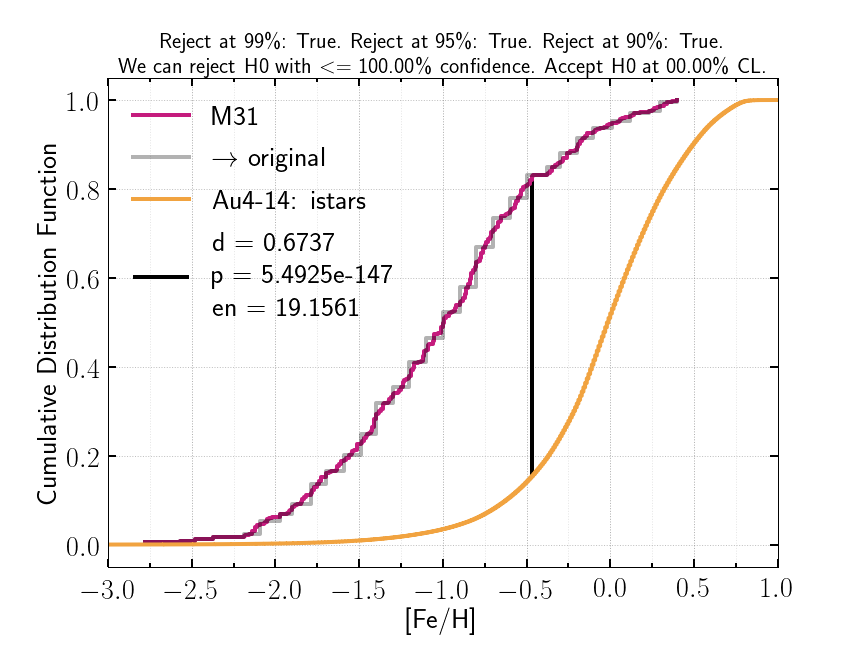 Reject at 99%: True. Reject at 95%: True. Reject at 90%: True.
We can reject H0 with <= 100.00% confidence. Accept H0 at 00.00% CL.
M31
→ original
Au4-14: istars
d = 0.6737
p = 5.4925e-147
en = 19.1561
Cumulative Distribution Function
1.0
0.8
0.6
0.4
0.2
0.0
−3.0 −2.5 −2.0 −1.5 −1.0 −0.5 0.0 0.5 1.0
[Fe/H]